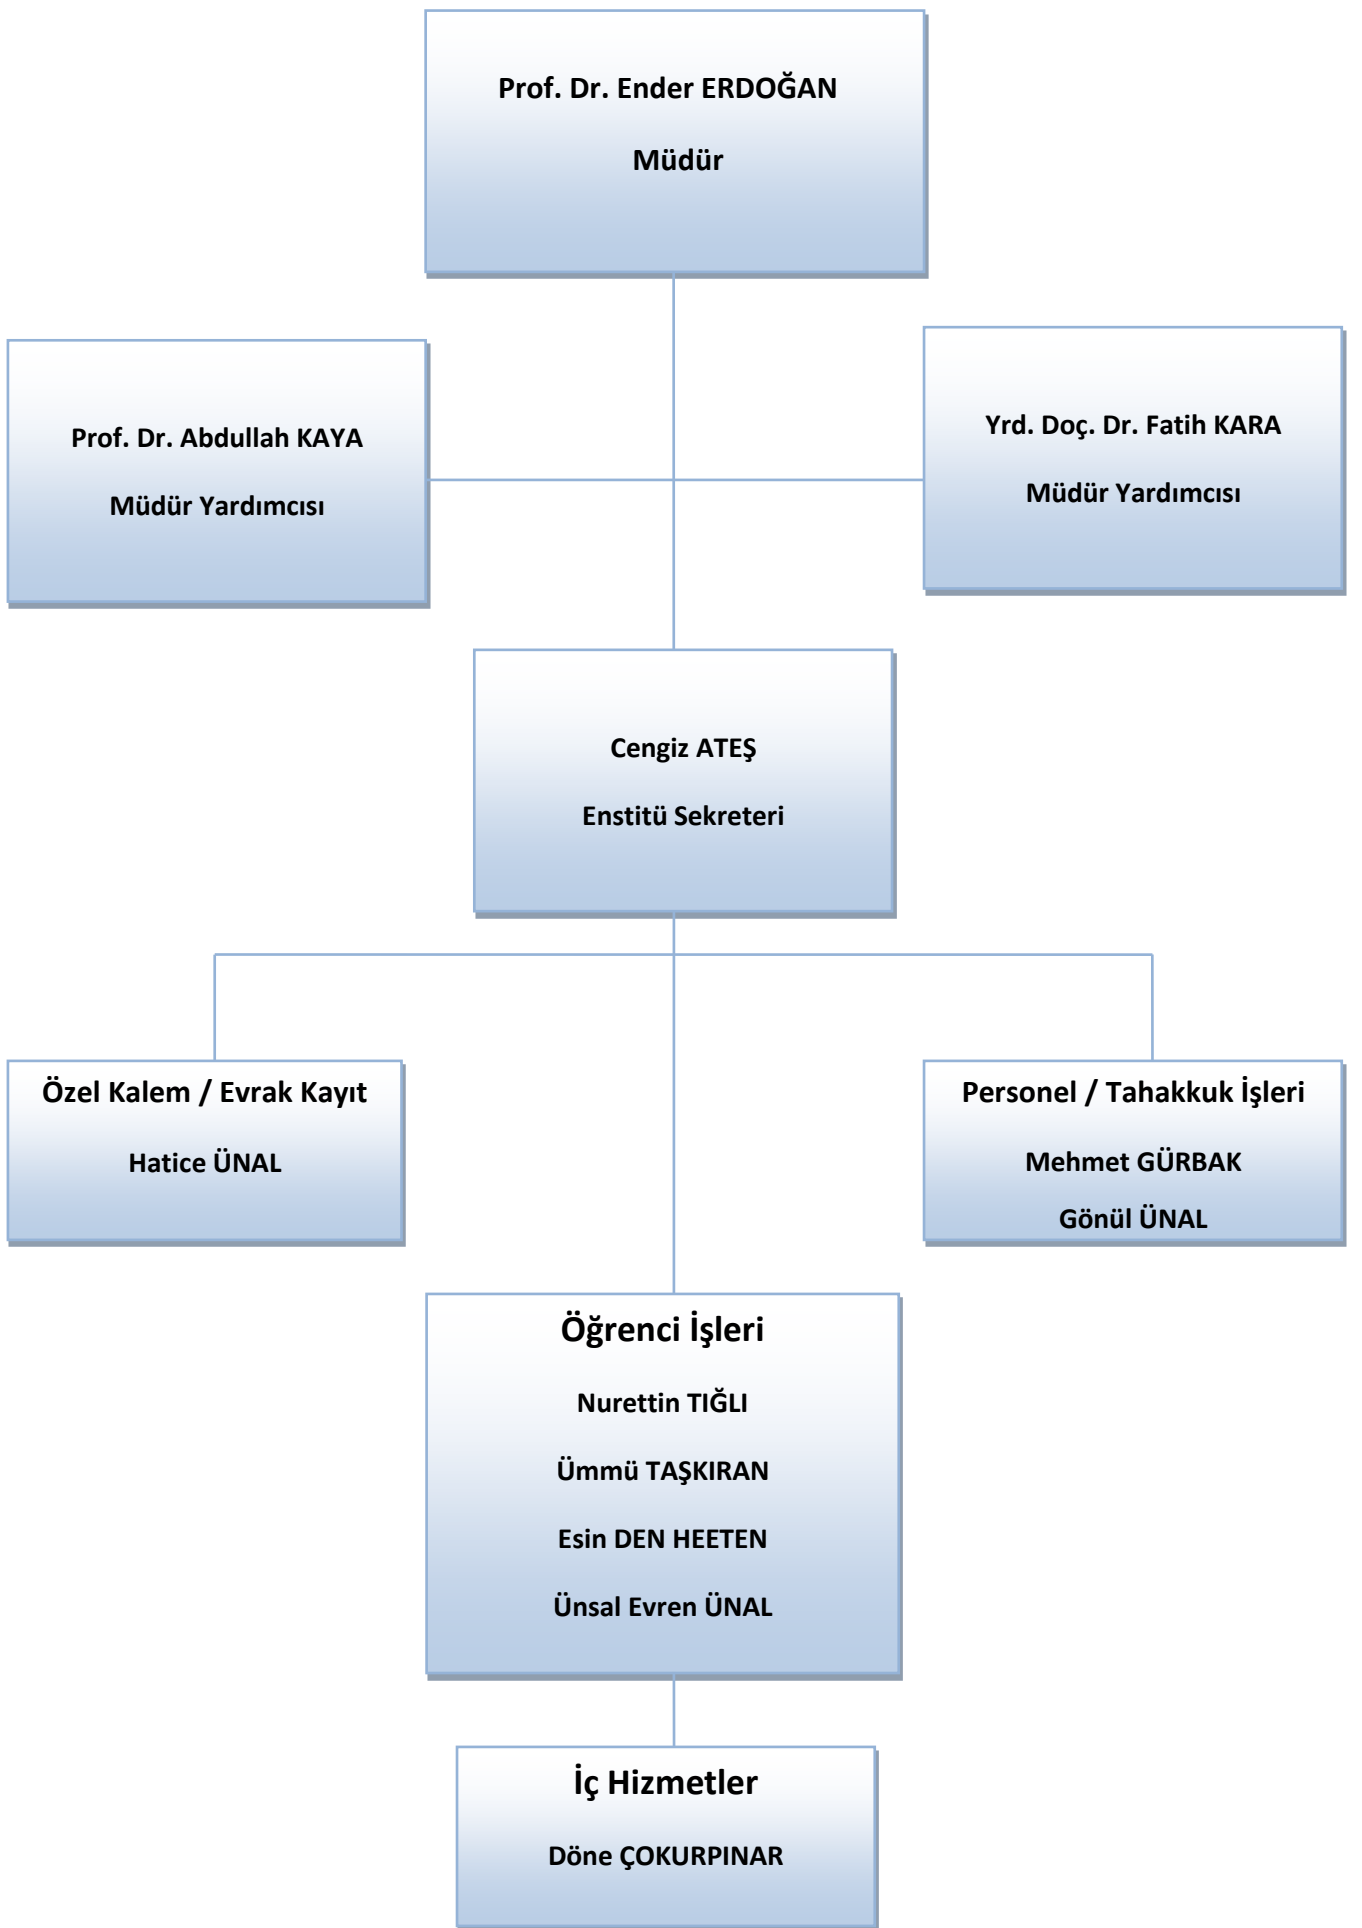 Prof. Dr. Ender ERDOĞAN
Müdür
Prof. Dr. Abdullah KAYA
Müdür Yardımcısı
Yrd. Doç. Dr. Fatih KARA
Müdür Yardımcısı
Cengiz ATEŞ
Enstitü Sekreteri
Özel Kalem / Evrak Kayıt
Hatice ÜNAL
Personel / Tahakkuk İşleri
Mehmet GÜRBAK
Gönül ÜNAL
Öğrenci İşleri
Nurettin TIĞLI
Ümmü TAŞKIRAN
Esin DEN HEETEN
Ünsal Evren ÜNAL
İç Hizmetler
Döne ÇOKURPINAR